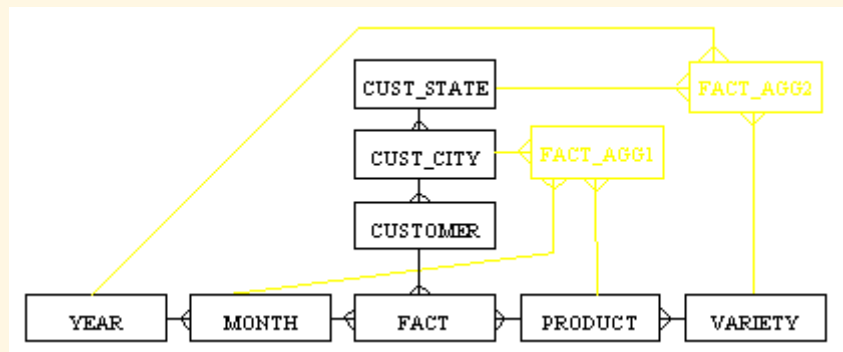 CUST_STATE
FACT_AGG2
CUST_CITY
FACT_AGG1
CUSTOMER
YEAR
MONTH
FACT
PRODUCT
VARIETY